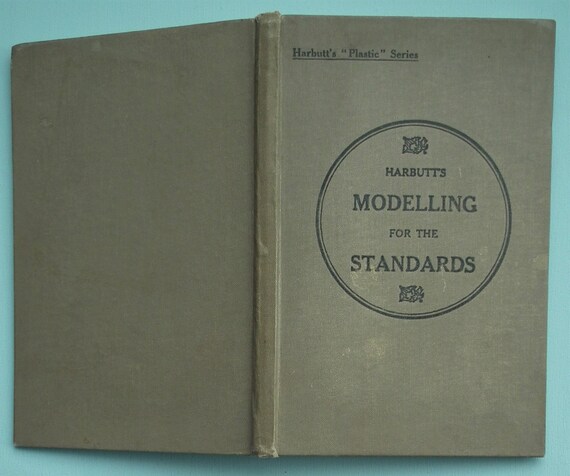 Harbutt's "Plastic" Series
HARBUTT'S
MODELLING
FOR THE
STANDARDS